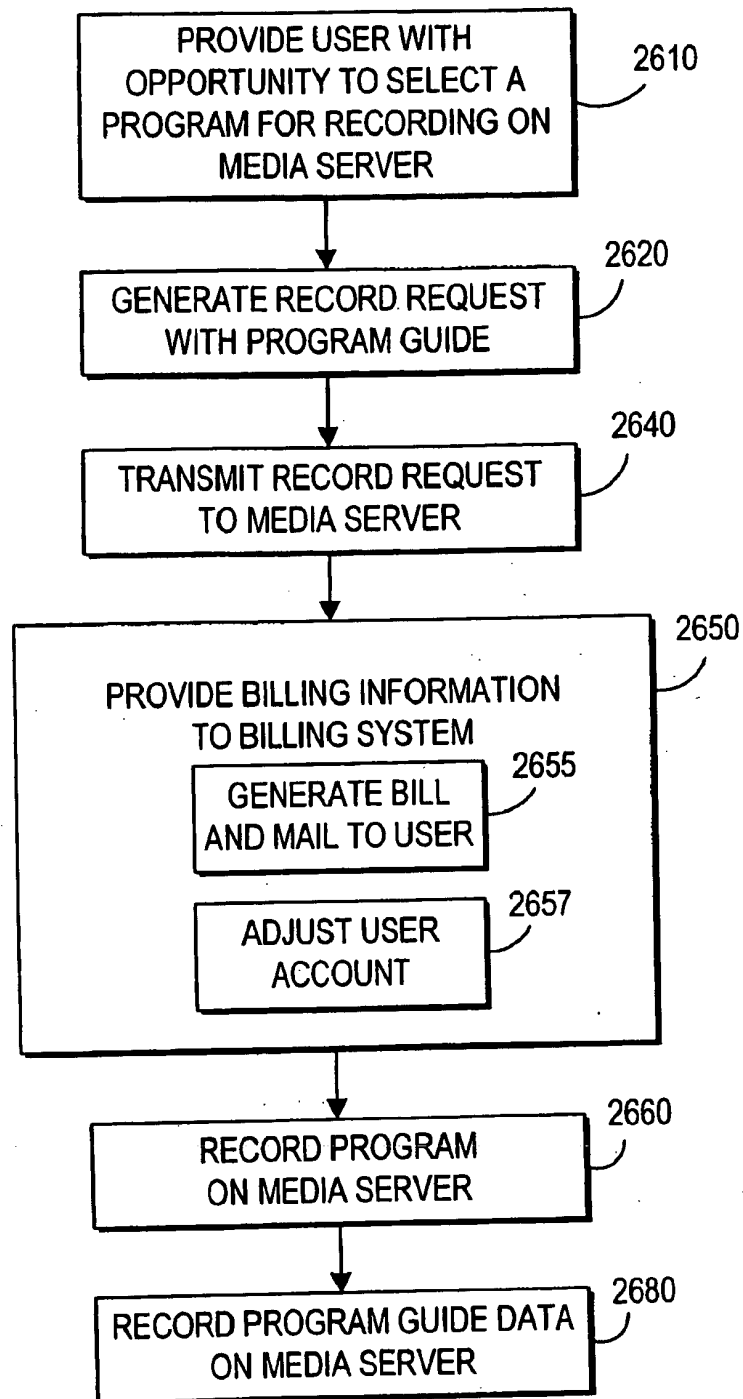 PROVIDE USER WITH
OPPORTUNITY TO SELECT A
PROGRAM FOR RECORDING ON
MEDIA SERVER
2610
GENERATE RECORD REQUEST
WITH PROGRAM GUIDE
2620
TRANSMIT RECORD REQUEST
TO MEDIA SERVER
2640
2650
PROVIDE BILLING INFORMATION
TO BILLING SYSTEM
2655
GENERATE BILL
AND MAIL TO USER
2657
ADJUST USER
ACCOUNT
2660
RECORD PROGRAM
ON MEDIA SERVER
2680
RECORD PROGRAM GUIDE DATA
ON MEDIA SERVER